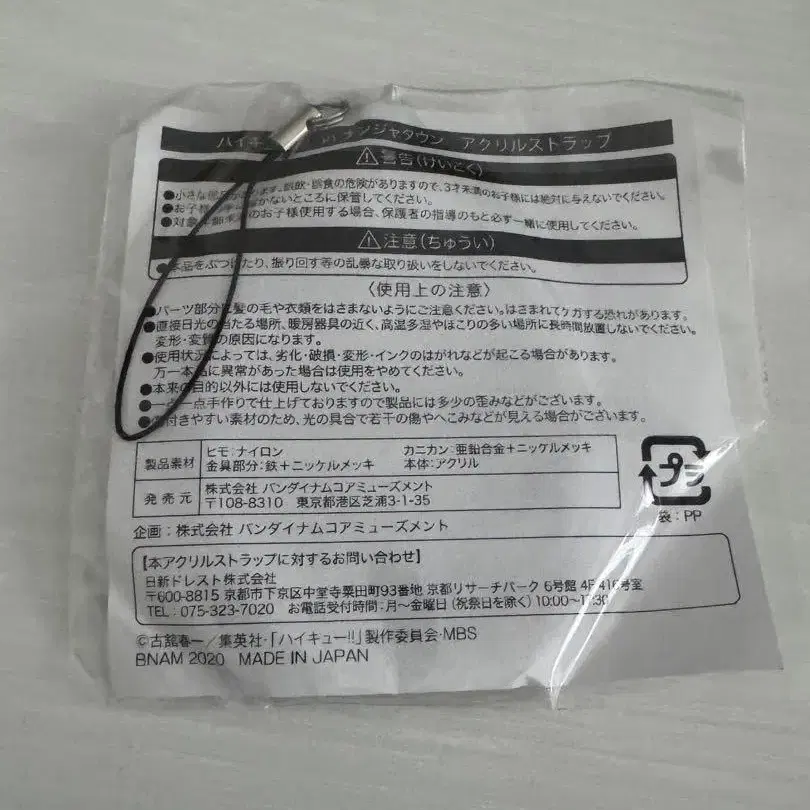 ハイキ ナンジャタウン アクリルストラップ
⚠警告(けいこく)
●小さな部品があります。誤飲・誤食の危険がありますので、3才未満のお子様には絶対に与えないでください。
●お子様の かないところに保管してください。
●対象年齢 のお子様使用する場合、保護者の指導のもと必ず一緒に使用してください。
⚠注意(ちゅうい)
●本品をぶつけたり、振り回す等の乱暴な取り扱いをしないでください。
〈使用上の注意〉
●パーツ部分に髪の毛や衣類をはさまないようにご注意ください。はさまれてケガする恐れがあります。
●直接日光の当たる場所、暖房器具の近く、高温多湿やほこりの多い場所に長時間放置しないでください。
変形・変質の原因になります。
●使用状況によっては、劣化・破損・変形・インクのはがれなどが起こる場合があります。
万一本品に異常があった場合は使用をやめてください。
●本来の目的以外には使用しないでください。
●一点一点手作りで仕上げておりますので製品には多少の歪みなどがございます。
●傷付きやすい素材のため、光の具合で若干の傷やへこみなどが見える場合がございます。
製品素材 ヒモ:ナイロン カニカン:亜鉛合金+ニッケルメッキ
金具部分:鉄+ニッケルメッキ 本体:アクリル
発売元 株式会社 バンダイナムコアミューズメント
〒108-8310 東京都港区芝浦3-1-35
プラ
袋:PP
企画:株式会社 バンダイナムコアミューズメント
【本アクリルストラップに対するお問い合わせ】
日新ドレスト株式会社
〒600-8815 京都市下京区中堂寺粟田町93番地 京都リサーチパーク 6号館 4F416号室
TEL:075-323-7020 お電話受付時間:月~金曜日(祝祭日を除く)10:00~17:30
©古舘春一/集英社・「ハイキュー!!」製作委員会・MBS
BNAM 2020 MADE IN JAPAN